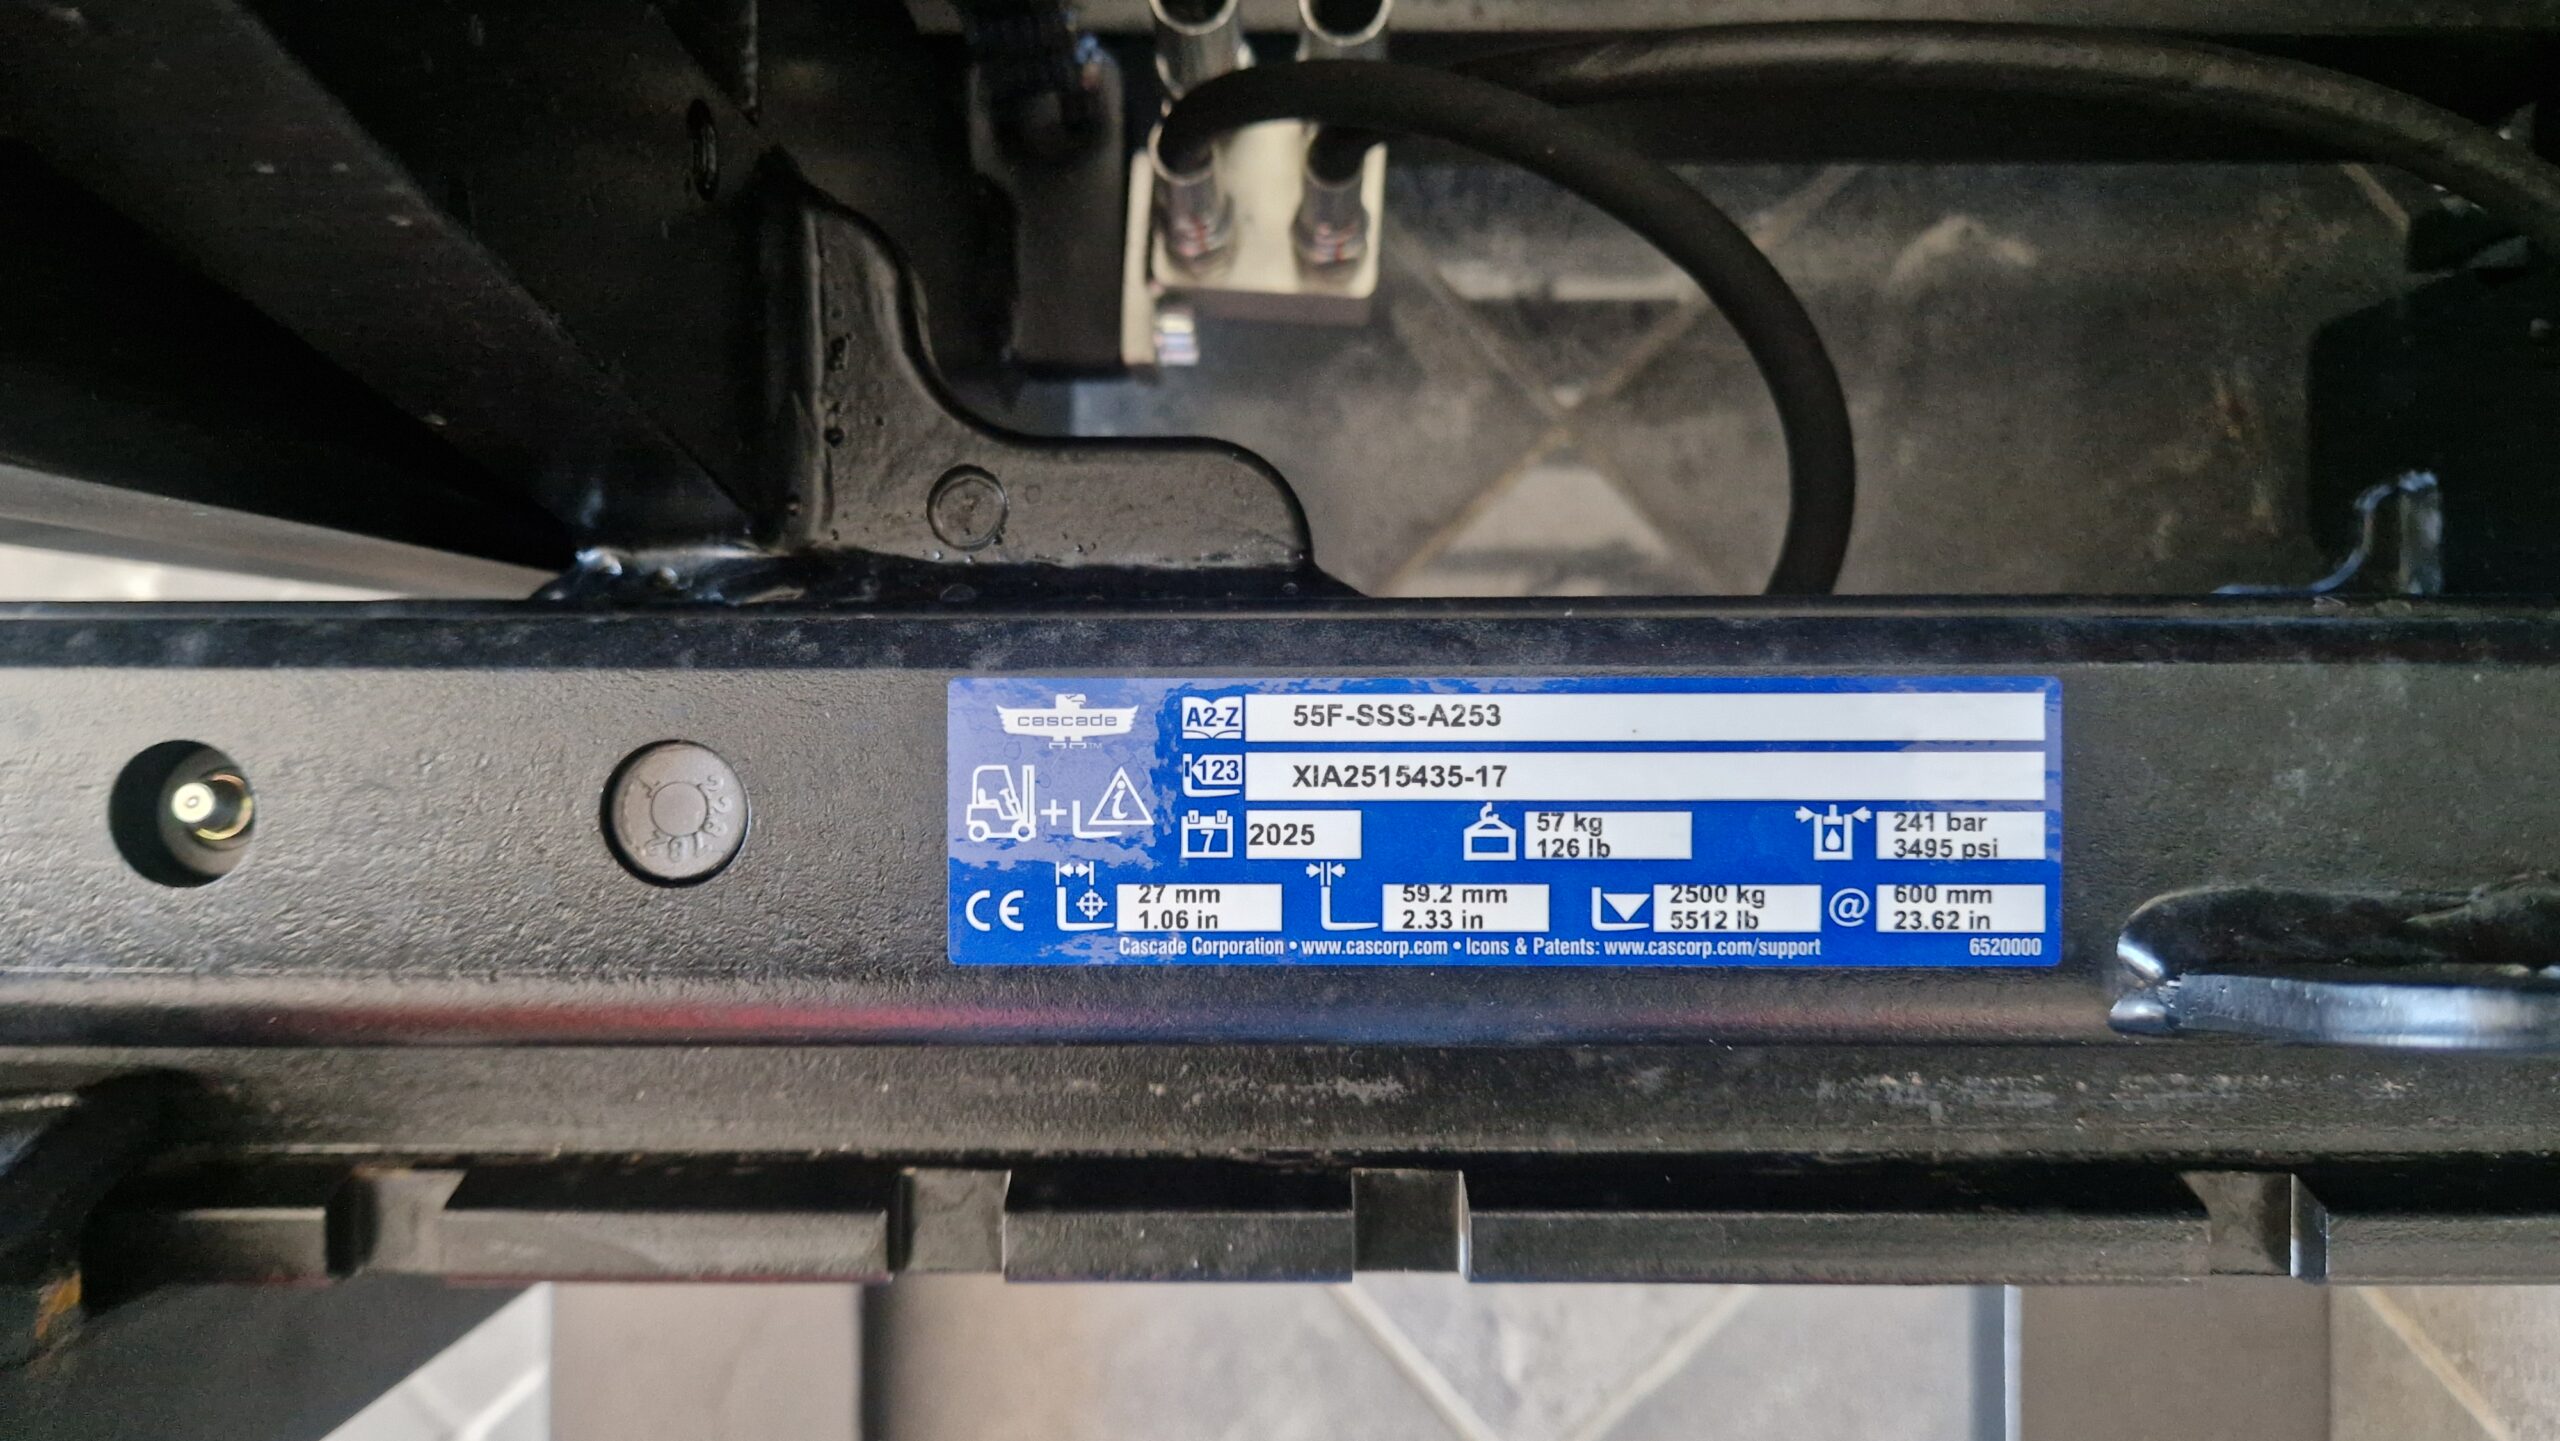 cascade™
A2-Z 55F-SSS-A253
123 XIA2515435-17
7 2025
57 kg
126 lb
241 bar
3495 psi
CE
27 mm
1.06 in
59.2 mm
2.33 in
2500 kg
5512 lb
@
600 mm
23.62 in
Cascade Corporation • www.cascorp.com • Icons & Patents: www.cascorp.com/support 6520000